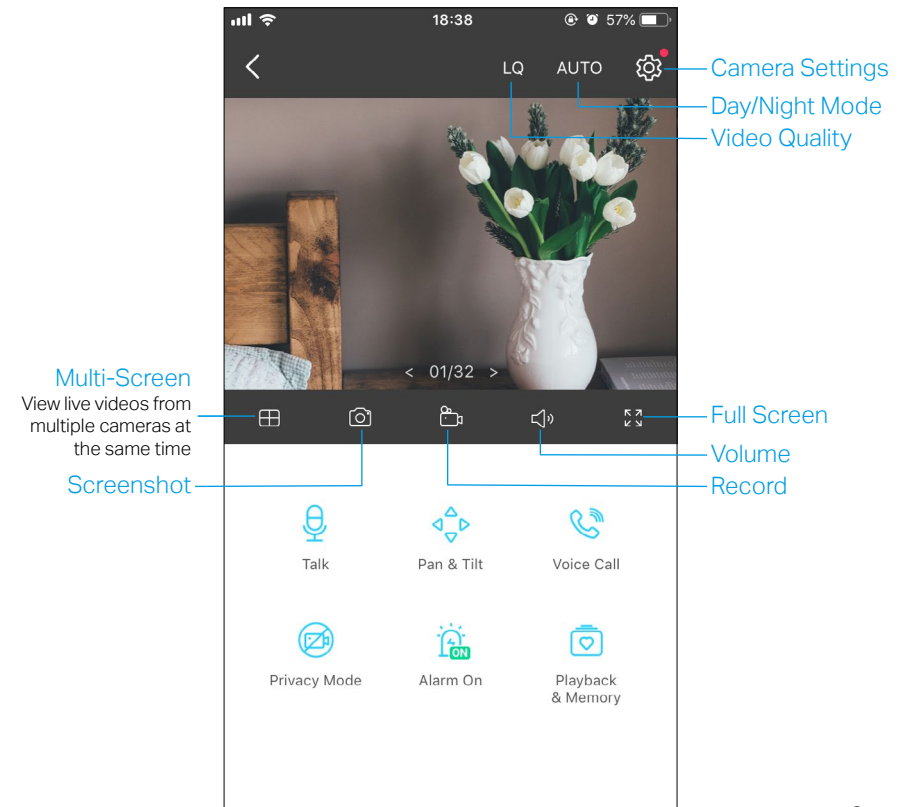 18:38
57%
LQ AUTO
Camera Settings
Day/Night Mode
Video Quality
< 01/32 >
Multi-Screen
View live videos from
multiple cameras at
the same time
Full Screen
Volume
Screenshot
Record
Talk
Pan & Tilt
Voice Call
ON
Privacy Mode
Alarm On
Playback
& Memory